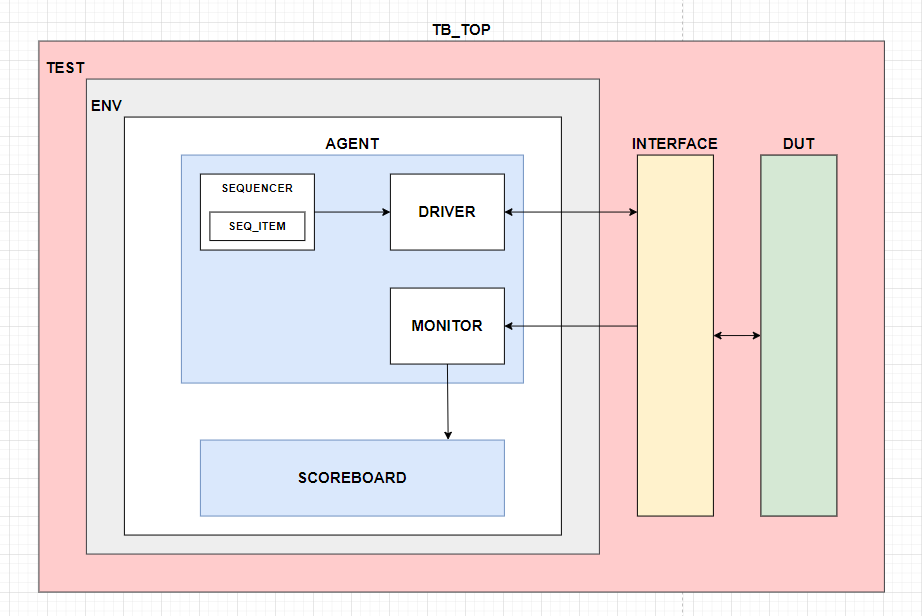 TB_TOP
TEST
ENV
AGENT
INTERFACE
DUT
SEQUENCER
SEQ_ITEM
DRIVER
MONITOR
SCOREBOARD